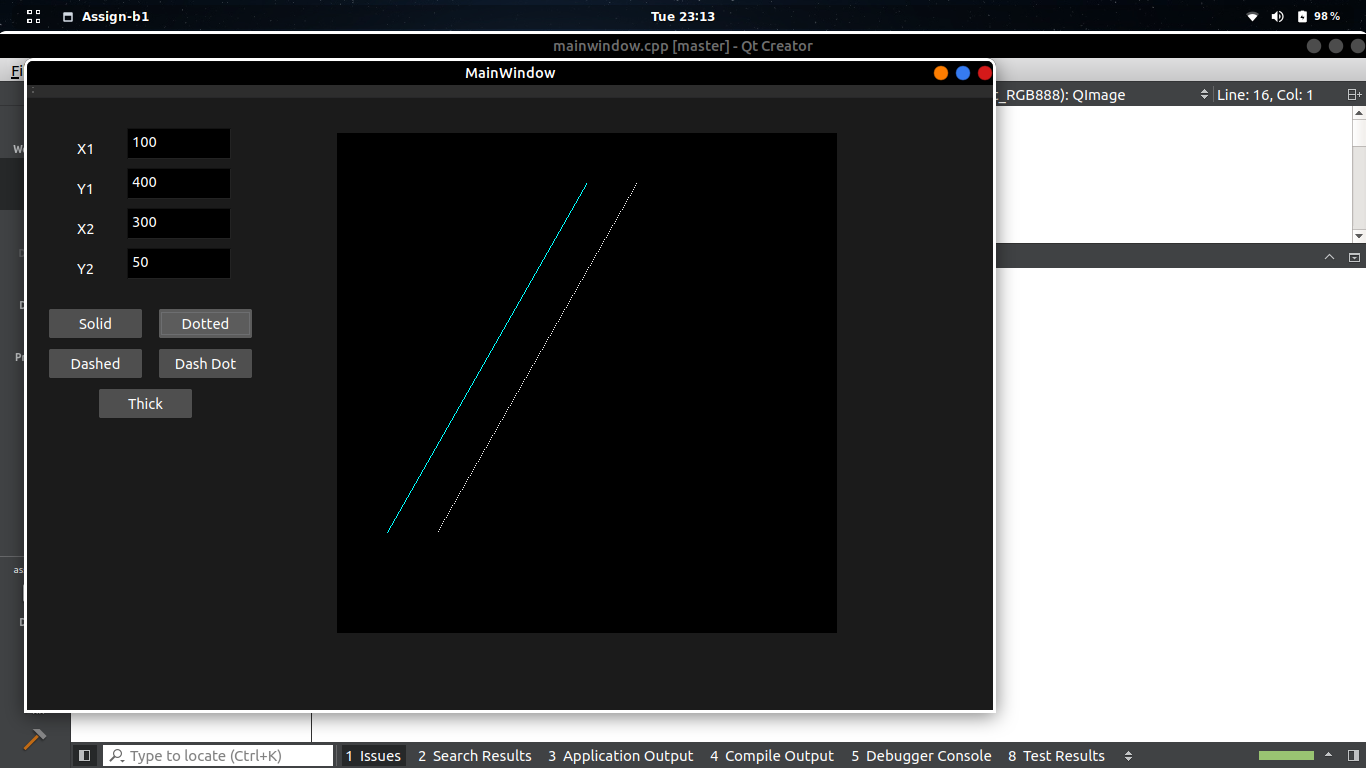 Assign-b1 Tue 23:13 98 %
mainwindow.cpp [master] - Qt Creator
MainWindow
_RGB888): QImage Line: 16, Col: 1
X1 100
Y1 400
X2 300
Y2 50
Solid Dotted
Dashed Dash Dot
Thick
Type to locate (Ctrl+K) 1 Issues 2 Search Results 3 Application Output 4 Compile Output 5 Debugger Console 8 Test Results